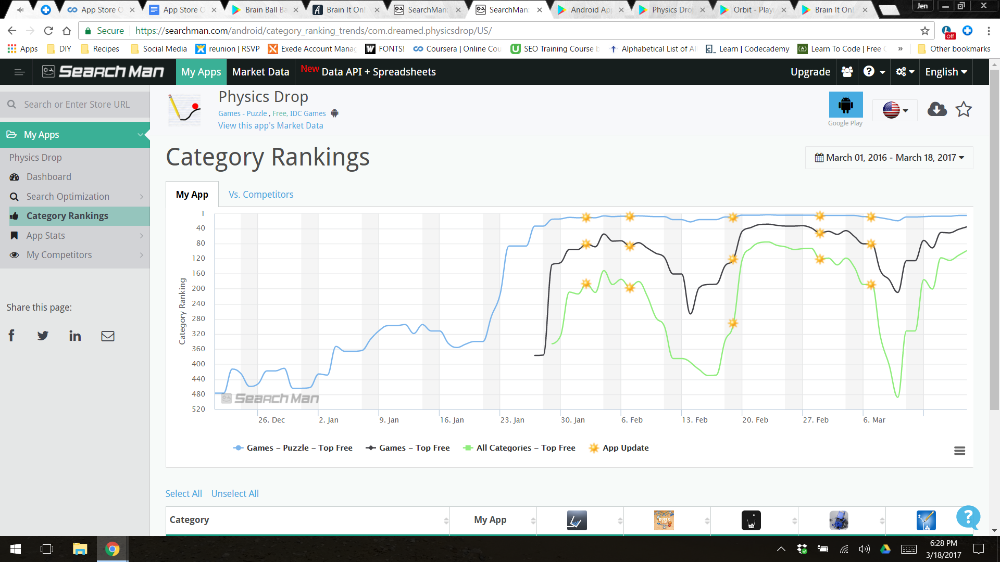 App Store O
App Store O
Brain Ball Ba
Brain It On!
SearchMan:
SearchMan:
Android App
Physics Drop
Orbit - Playi
Brain It On!
Jen
Secure
https://searchman.com/android/category_ranking_trends/com.dreamed.physicsdrop/US/
Off
Apps
DIY
Recipes
Social Media
reunion | RSVP
Exede Account Manag
FONTS!
Coursera | Online Cou
SEO Training Course b
Alphabetical List of Al
Learn | Codecademy
Learn To Code | Free C
»
Other bookmarks
SearchMan
My Apps
Market Data
New Data API + Spreadsheets
Upgrade
English
Search or Enter Store URL
My Apps
Physics Drop
Dashboard
Search Optimization
Category Rankings
App Stats
My Competitors
Share this page:
Physics Drop
Games - Puzzle , Free, IDC Games
View this app's Market Data
Google Play
Category Rankings
March 01, 2016 - March 18, 2017
My App
Vs. Competitors
Category Ranking
1
40
80
120
160
200
240
280
320
360
400
440
480
520
SearchMan
26. Dec
2. Jan
9. Jan
16. Jan
23. Jan
30. Jan
6. Feb
13. Feb
20. Feb
27. Feb
6. Mar
Games – Puzzle – Top Free
Games – Top Free
All Categories – Top Free
App Update
Select All
Unselect All
Category
My App
?
6:28 PM
3/18/2017